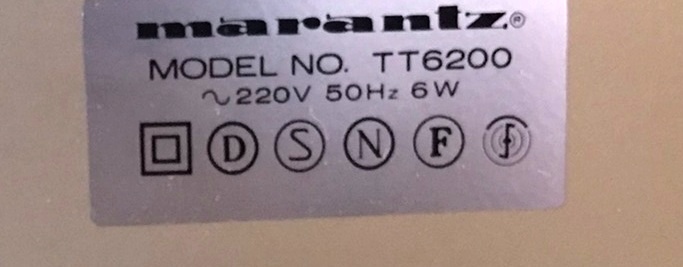 marantz®
MODEL NO. TT6200
~220V 50Hz 6W
D S N F